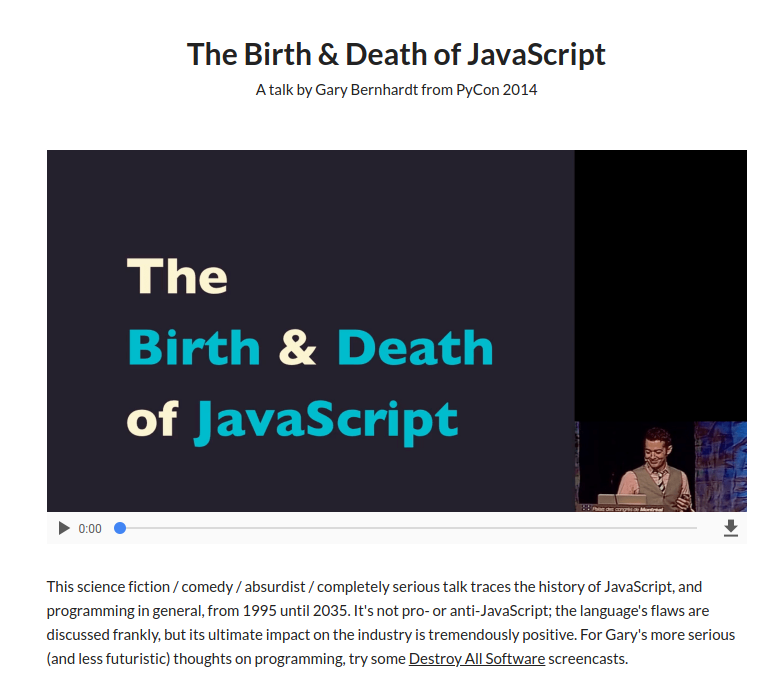 The Birth & Death of JavaScript
A talk by Gary Bernhardt from PyCon 2014
The
Birth & Death
of JavaScript
Palais des congrès de Montréal
0:00
This science fiction / comedy / absurdist / completely serious talk traces the history of JavaScript, and
programming in general, from 1995 until 2035. It's not pro- or anti-JavaScript; the language's flaws are
discussed frankly, but its ultimate impact on the industry is tremendously positive. For Gary's more serious
(and less futuristic) thoughts on programming, try some Destroy All Software screencasts.